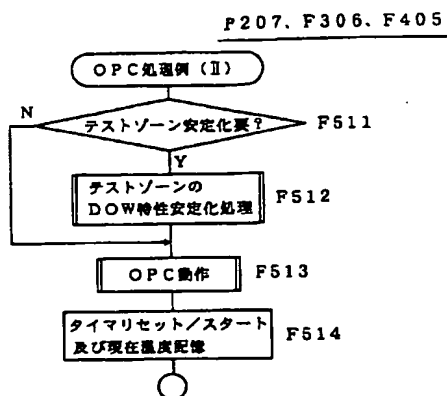 P207、F306、F405
OPC処理例(Ⅱ)
N
テストゾーン安定化要?
F511
Y
テストゾーンの
DOW特性安定化処理
F512
OPC動作
F513
タイマリセット/スタート
及び現在温度記憶
F514